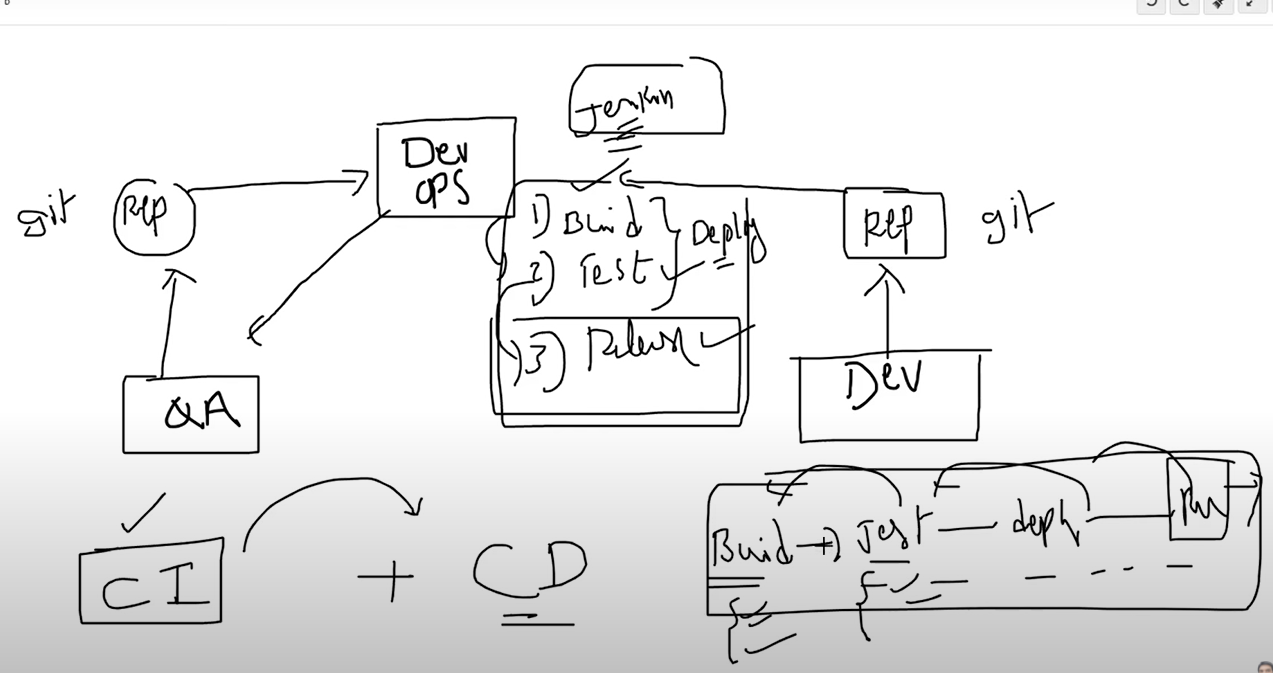 Jenkin
Dev
OPS
git
Rep
1) Build
2) Test
Deploy
3) Release
Rep
git
QA
Dev
CI
+
CD
Build → Test — deploy —